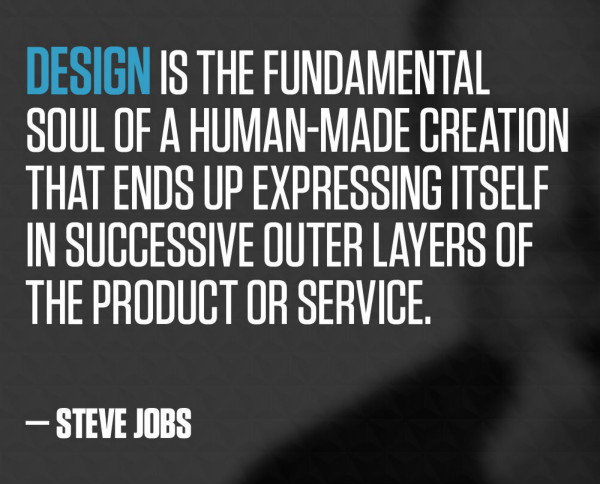 DESIGN IS THE FUNDAMENTAL
SOUL OF A HUMAN-MADE CREATION
THAT ENDS UP EXPRESSING ITSELF
IN SUCCESSIVE OUTER LAYERS OF
THE PRODUCT OR SERVICE.
— STEVE JOBS